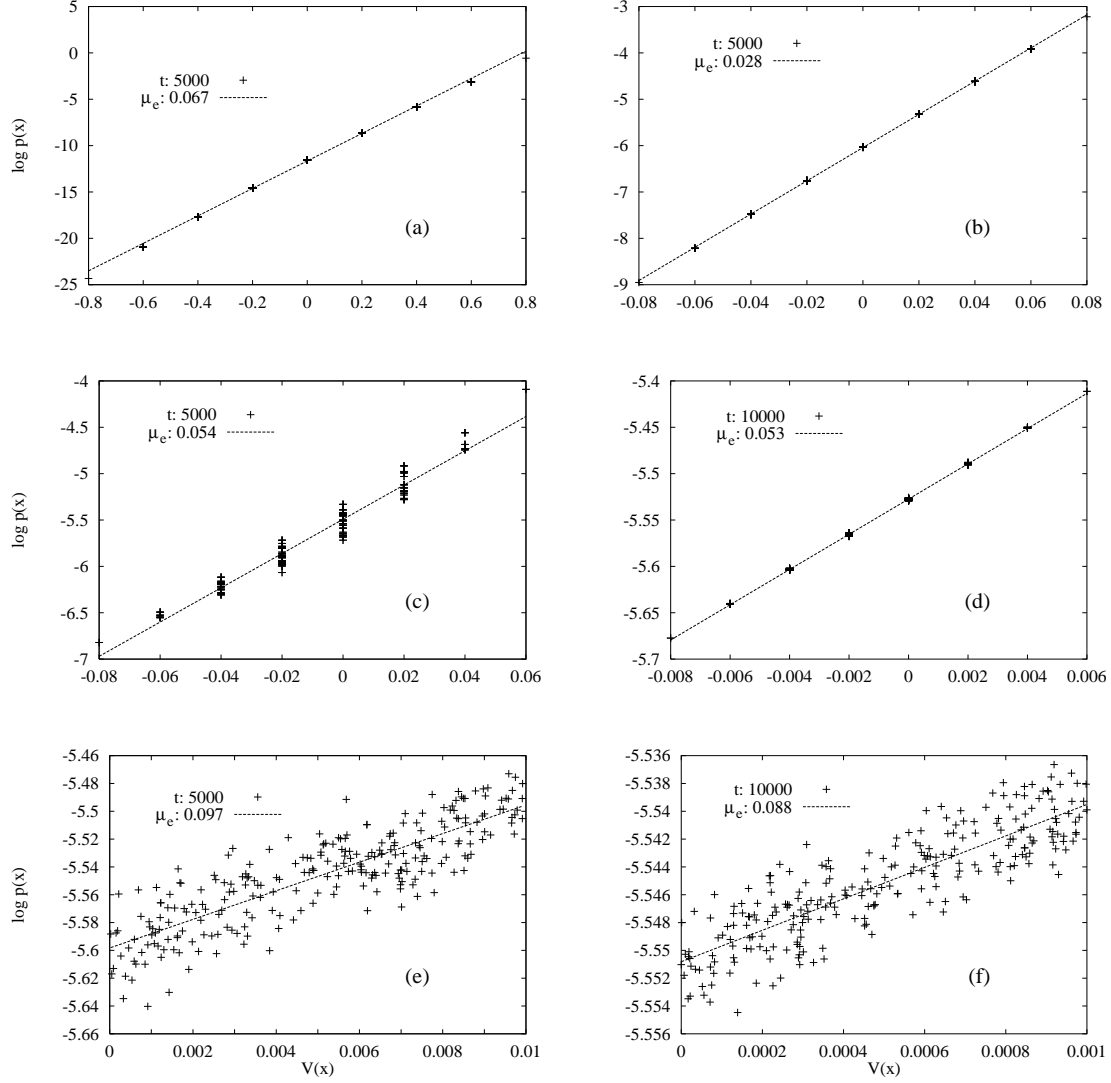 5
0
-5
-10
-15
-20
-25
log p(x)
t: 5000
μe: 0.067
(a)
-0.8 -0.6 -0.4 -0.2 0 0.2 0.4 0.6 0.8
-3
-4
-5
-6
-7
-8
-9
t: 5000
μe: 0.028
(b)
-0.08 -0.06 -0.04 -0.02 0 0.02 0.04 0.06 0.08
-4
-4.5
-5
-5.5
-6
-6.5
-7
log p(x)
t: 5000
μe: 0.054
(c)
-0.08 -0.06 -0.04 -0.02 0 0.02 0.04 0.06
-5.4
-5.45
-5.5
-5.55
-5.6
-5.65
-5.7
t: 10000
μe: 0.053
(d)
-0.008 -0.006 -0.004 -0.002 0 0.002 0.004 0.006
-5.46
-5.48
-5.5
-5.52
-5.54
-5.56
-5.58
-5.6
-5.62
-5.64
-5.66
log p(x)
t: 5000
μe: 0.097
(e)
0 0.002 0.004 0.006 0.008 0.01
V(x)
-5.536
-5.538
-5.54
-5.542
-5.544
-5.546
-5.548
-5.55
-5.552
-5.554
-5.556
t: 10000
μe: 0.088
(f)
0 0.0002 0.0004 0.0006 0.0008 0.001
V(x)